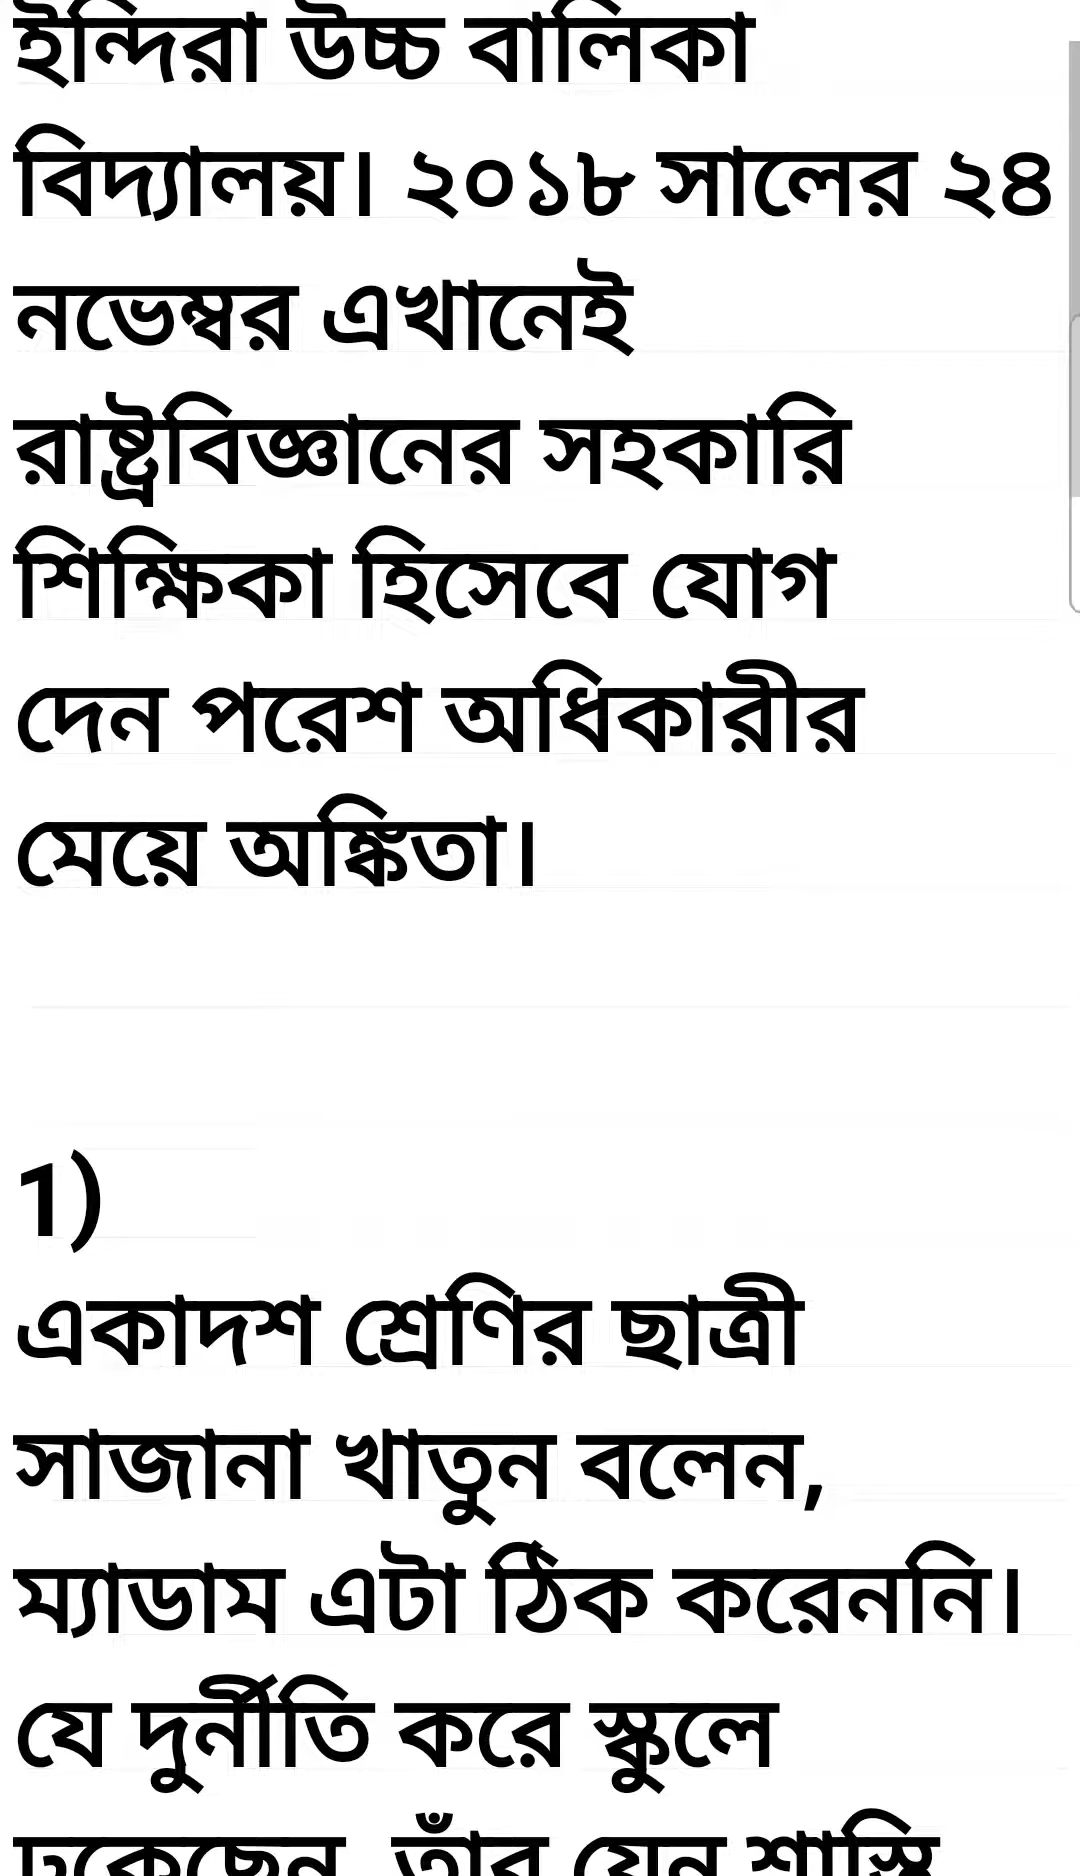 ইন্দিরা উচ্চ বালিকা
বিদ্যালয়। ২০১৮ সালের ২৪
নভেম্বর এখানেই
রাষ্ট্রবিজ্ঞানের সহকারি
শিক্ষিকা হিসেবে যোগ
দেন পরেশ অধিকারীর
মেয়ে অঙ্কিতা।
1)
একাদশ শ্রেণির ছাত্রী
সাজানা খাতুন বলেন,
ম্যাডাম এটা ঠিক করেননি।
যে দুর্নীতি করে স্কুলে
ঢুকেছেন, তাঁর যেন শাস্তি